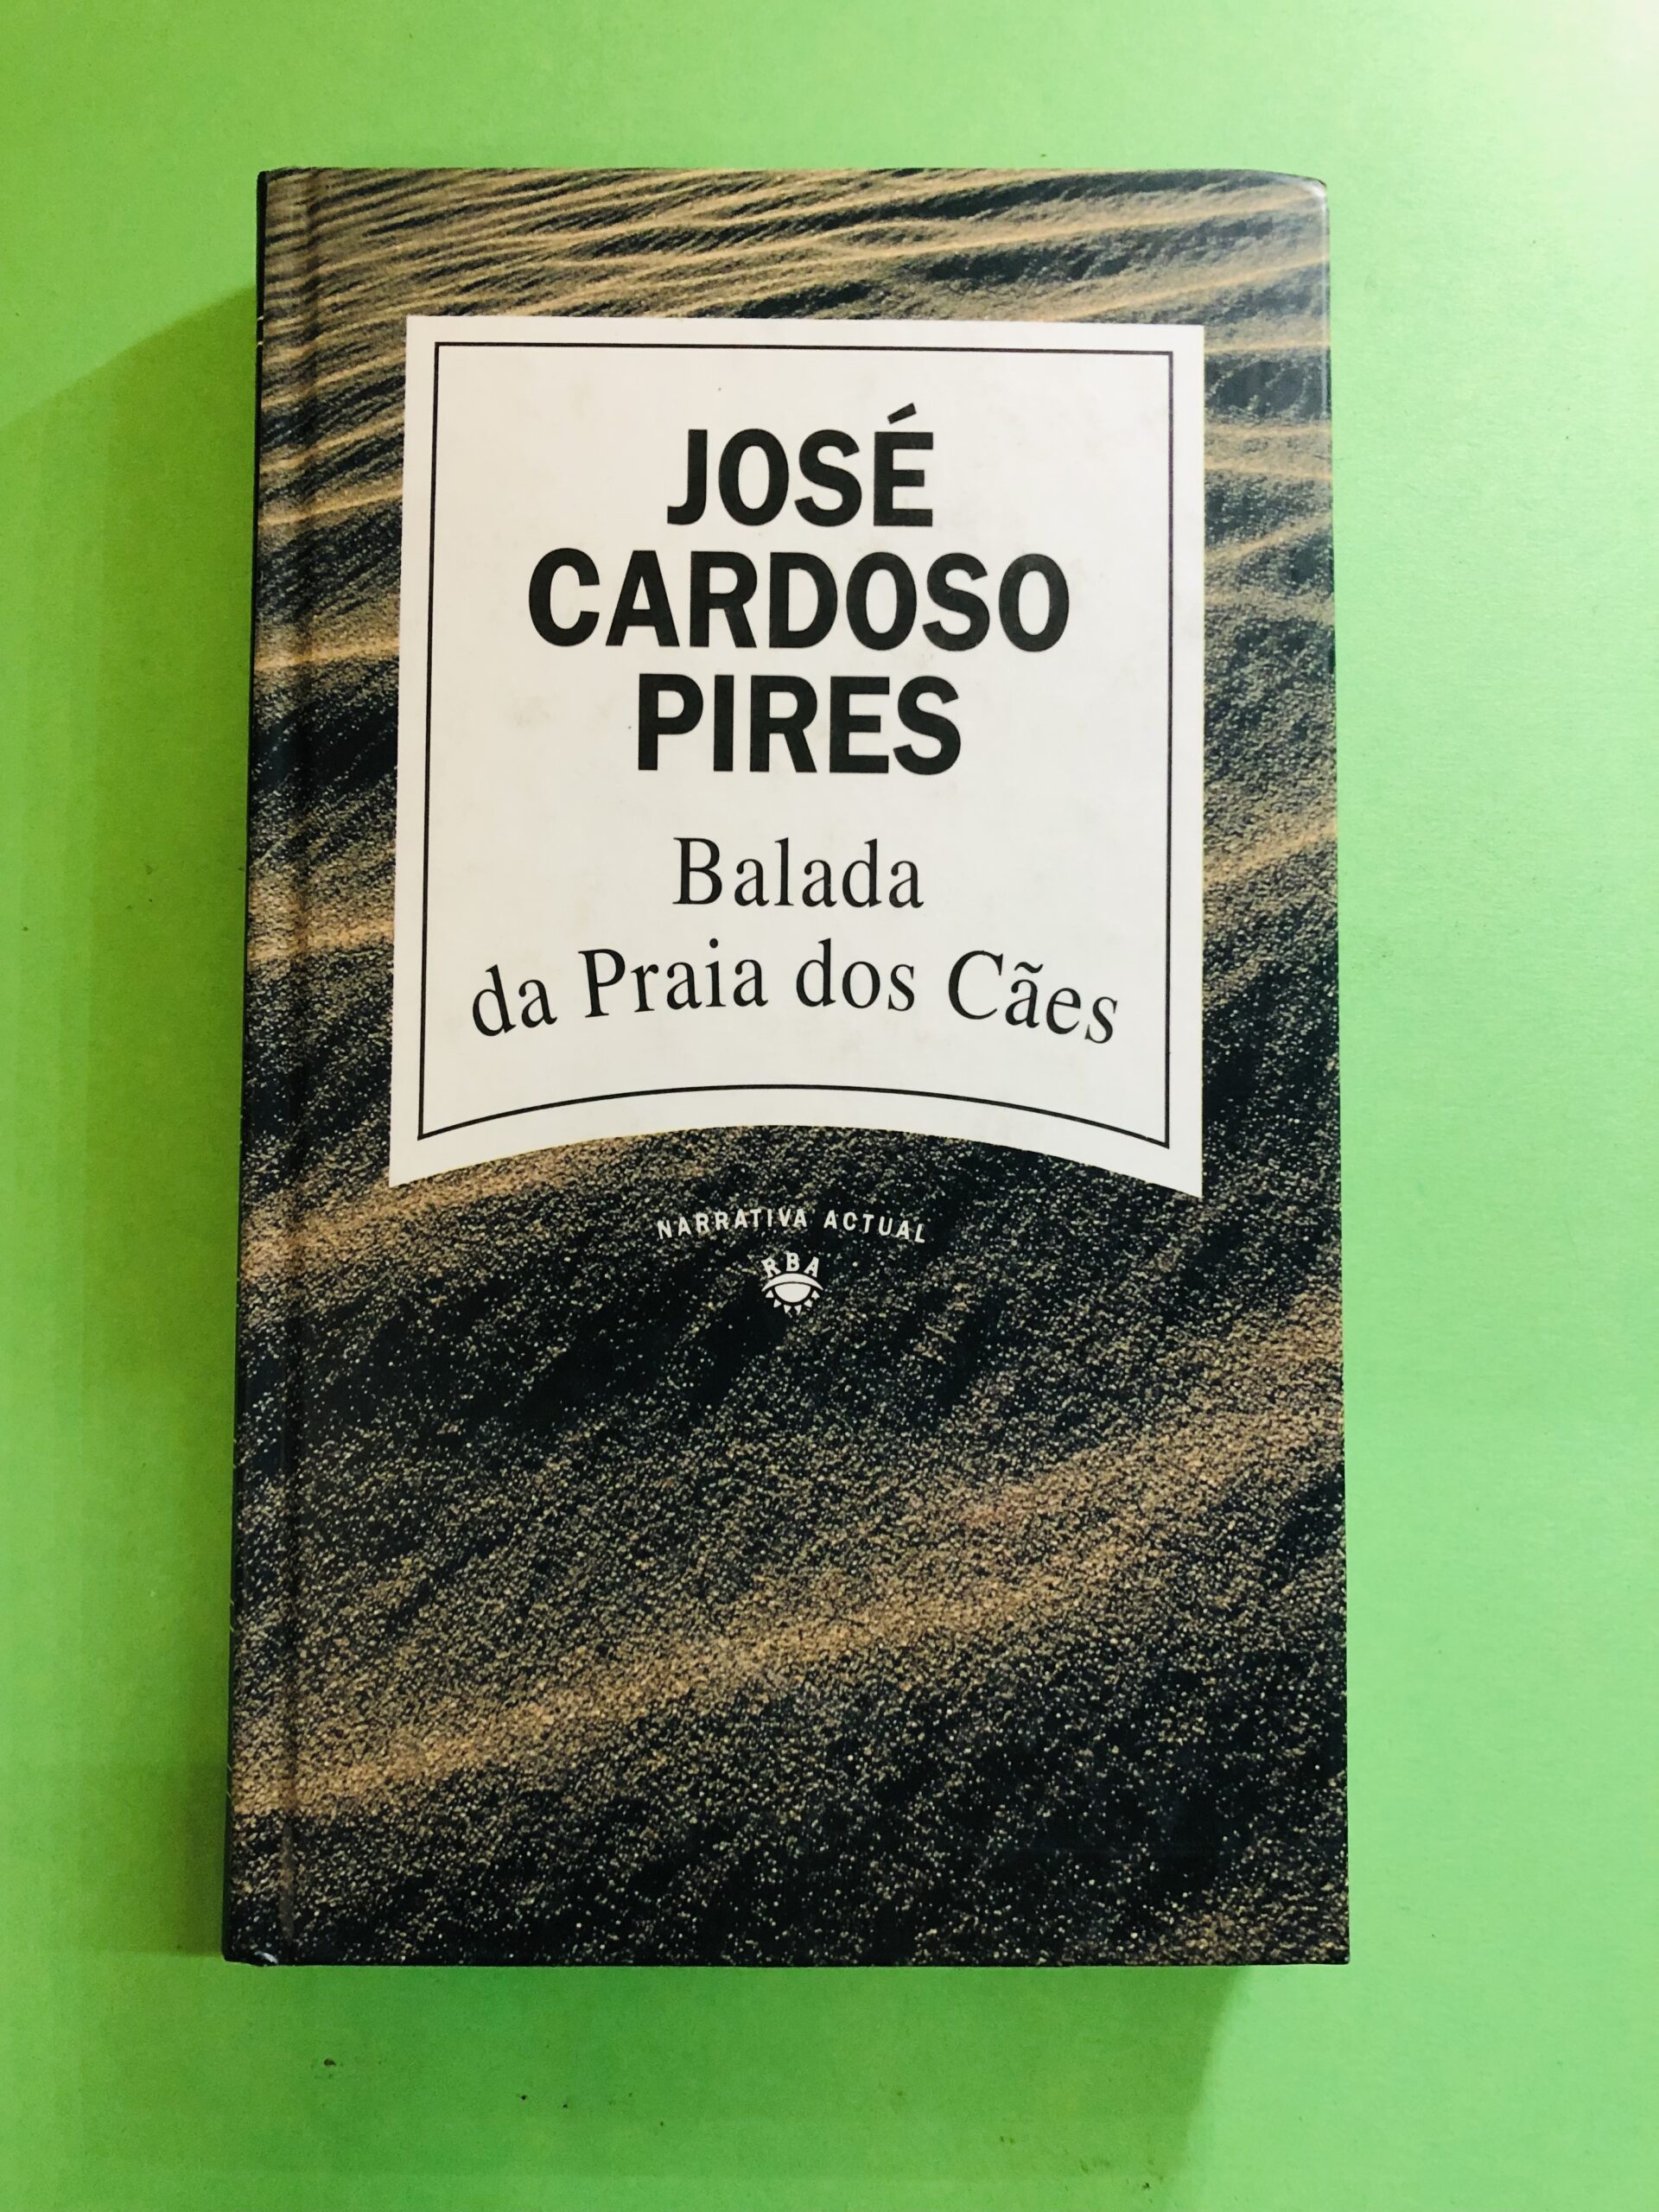 JOSÉ
CARDOSO
PIRES
Balada
da Praia dos Cães
NARRATIVA ACTUAL
RBA